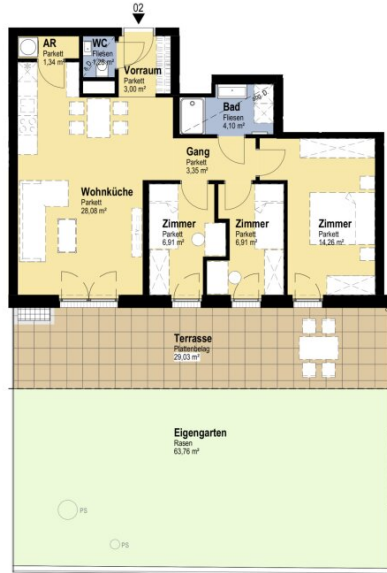 02
AR
Parkett
1,34 m²
WC
Fliesen
1,28 m²
Vorraum
Parkett
3,00 m²
Bad
Fliesen
4,10 m²
Gang
Parkett
3,35 m²
Wohnküche
Parkett
28,08 m²
Zimmer
Parkett
6,91 m²
Zimmer
Parkett
6,91 m²
Zimmer
Parkett
14,26 m²
Terrasse
Plattenbelag
29,03 m²
Eigengarten
Rasen
63,76 m²
PS
PS